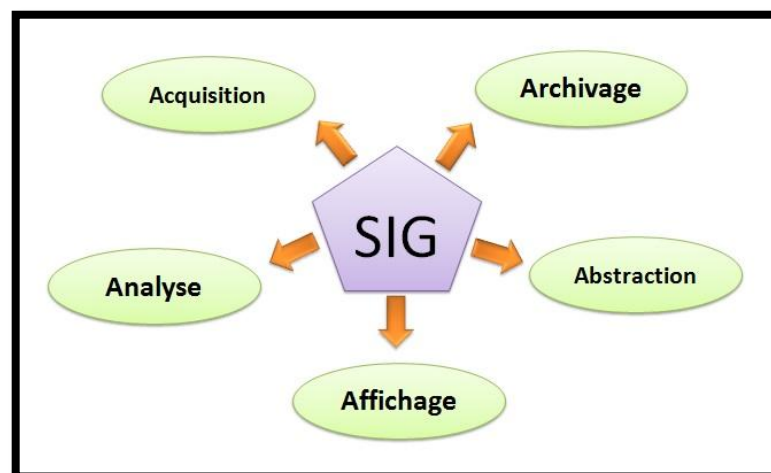 Acquisition
Archivage
SIG
Analyse
Abstraction
Affichage